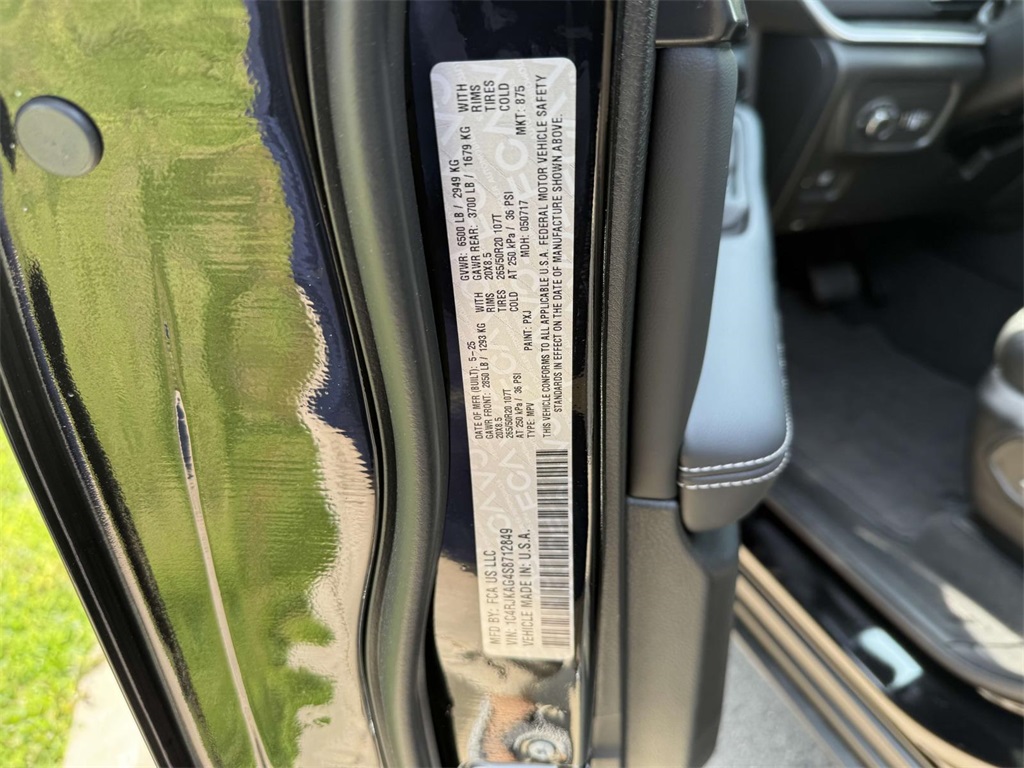 MFD BY: FCA US LLC
DATE OF MFR (BUILT): 5-25
GVWR: 6500 LB / 2949 KG
GAWR FRONT: 2850 LB / 1293 KG WITH
20X8.5 RIMS
265/50R20 107T TIRES
AT 250 kPa / 36 PSI COLD
GAWR REAR: 3700 LB / 1679 KG WITH
20X8.5 RIMS
265/50R20 107T TIRES
AT 250 kPa / 36 PSI COLD
VIN: 1C4RJKAG4S8712849
TYPE: MPV
PAINT: PXJ
MDH: 050717
MKT: 875
VEHICLE MADE IN: U.S.A.
THIS VEHICLE CONFORMS TO ALL APPLICABLE U.S.A. FEDERAL MOTOR VEHICLE SAFETY
STANDARDS IN EFFECT ON THE DATE OF MANUFACTURE SHOWN ABOVE.